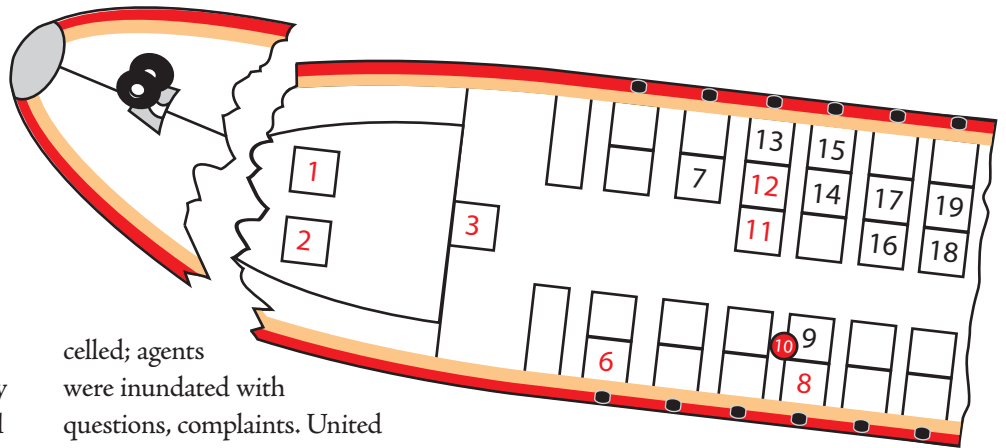 13 15
12
7 14 17 19
11
16 18
1
2 3
10 9
6 8
celled; agents
y were inundated with
questions, complaints. United